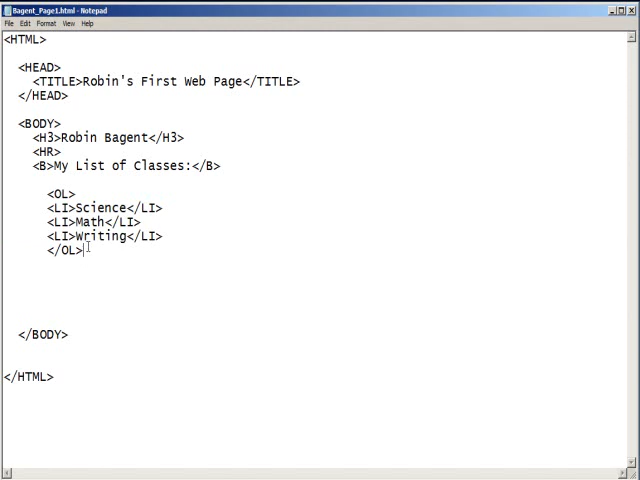 Bagent_Page1.html - Notepad
File Edit Format View Help
<HTML>
<HEAD>
<TITLE>Robin's First Web Page</TITLE>
</HEAD>
<BODY>
<H3>Robin Bagent</H3>
<HR>
<B>My List of Classes:</B>
<OL>
<LI>Science</LI>
<LI>Math</LI>
<LI>Writing</LI>
</OL>
</BODY>
</HTML>